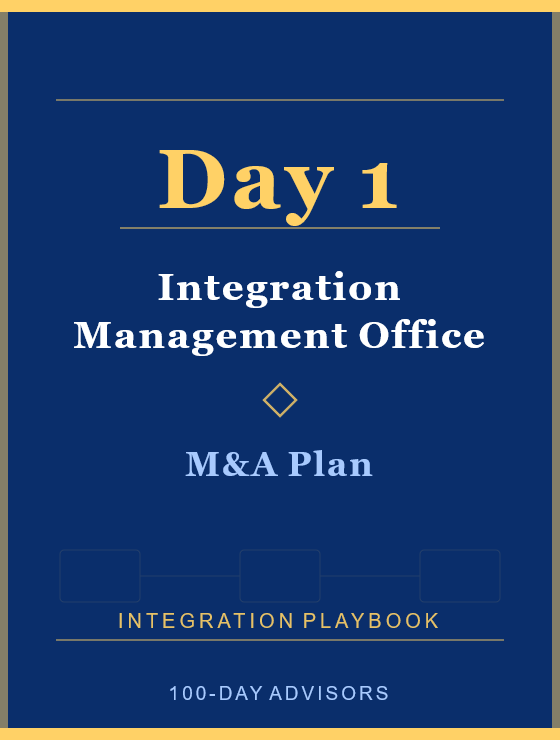 Day 1
Integration
Management Office
M&A Plan
INTEGRATION PLAYBOOK
100-DAY ADVISORS